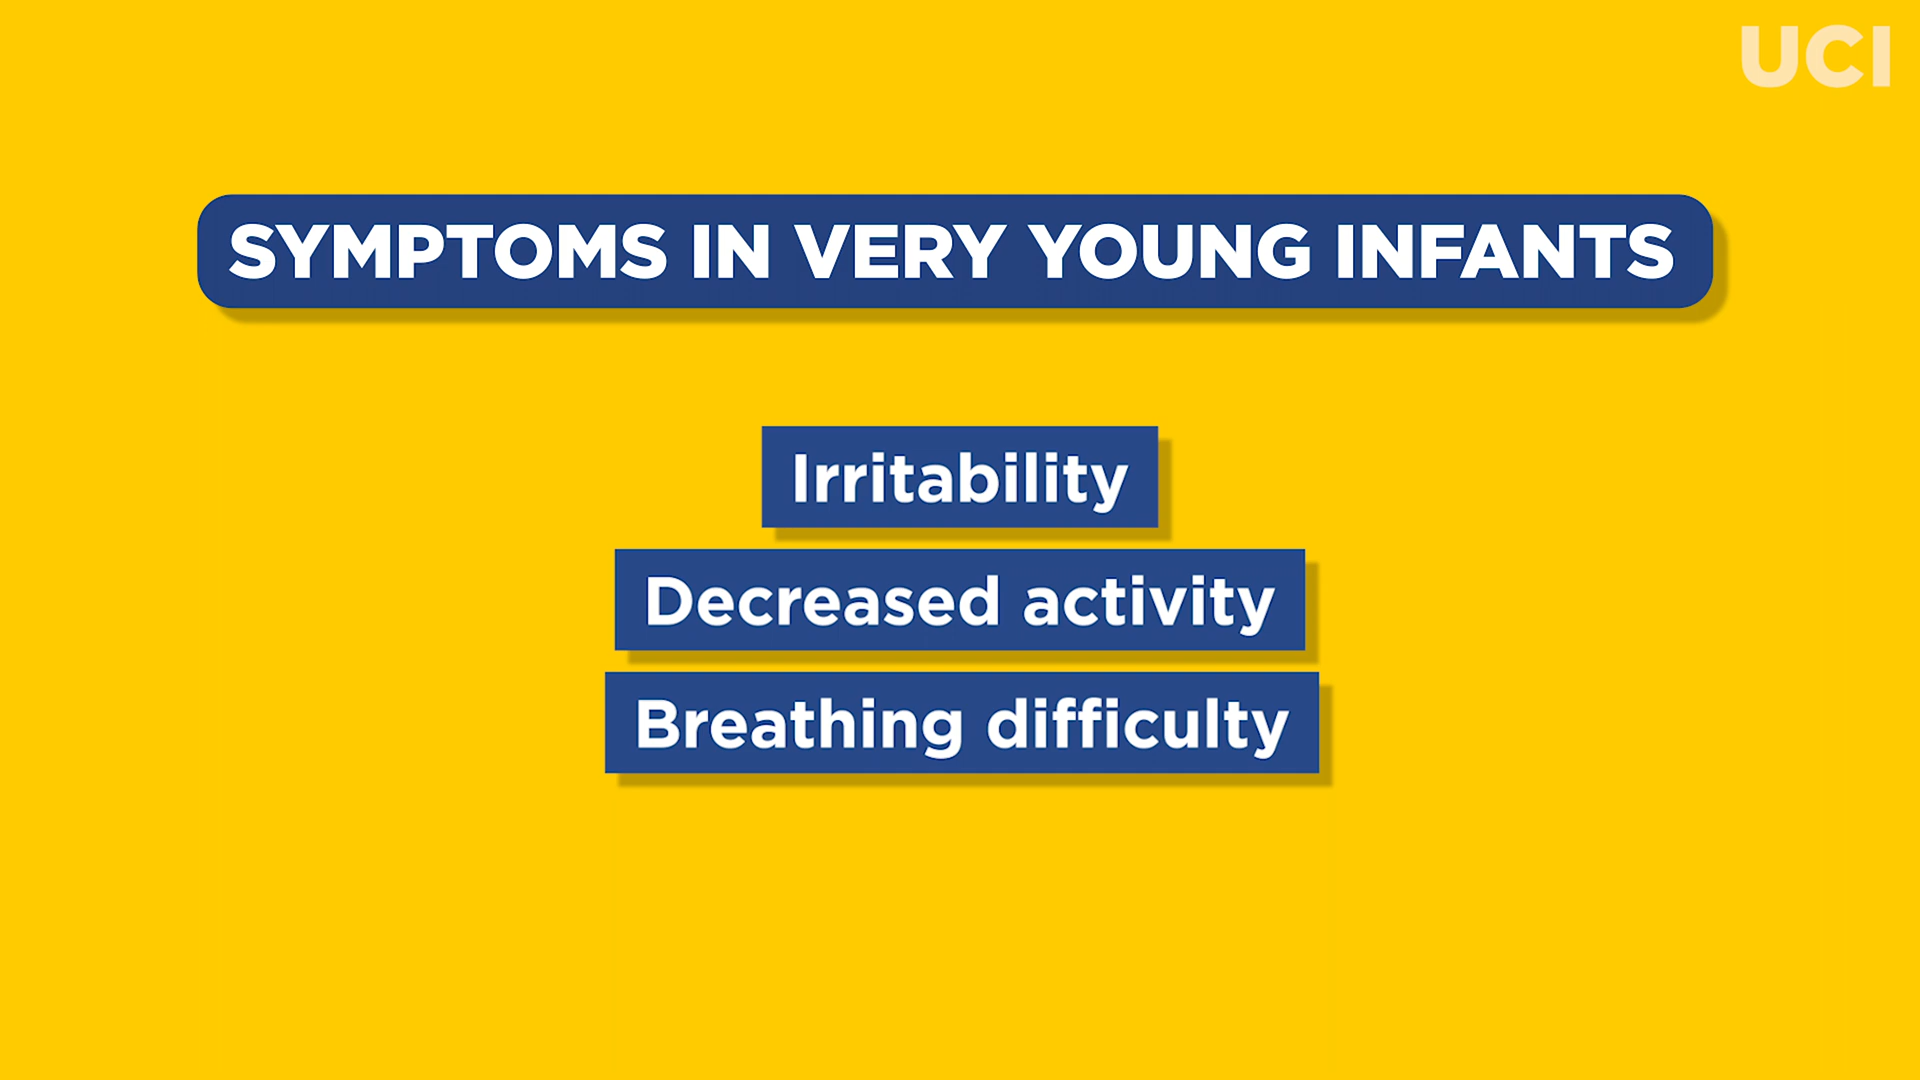 UCI
SYMPTOMS IN VERY YOUNG INFANTS
Irritability
Decreased activity
Breathing difficulty